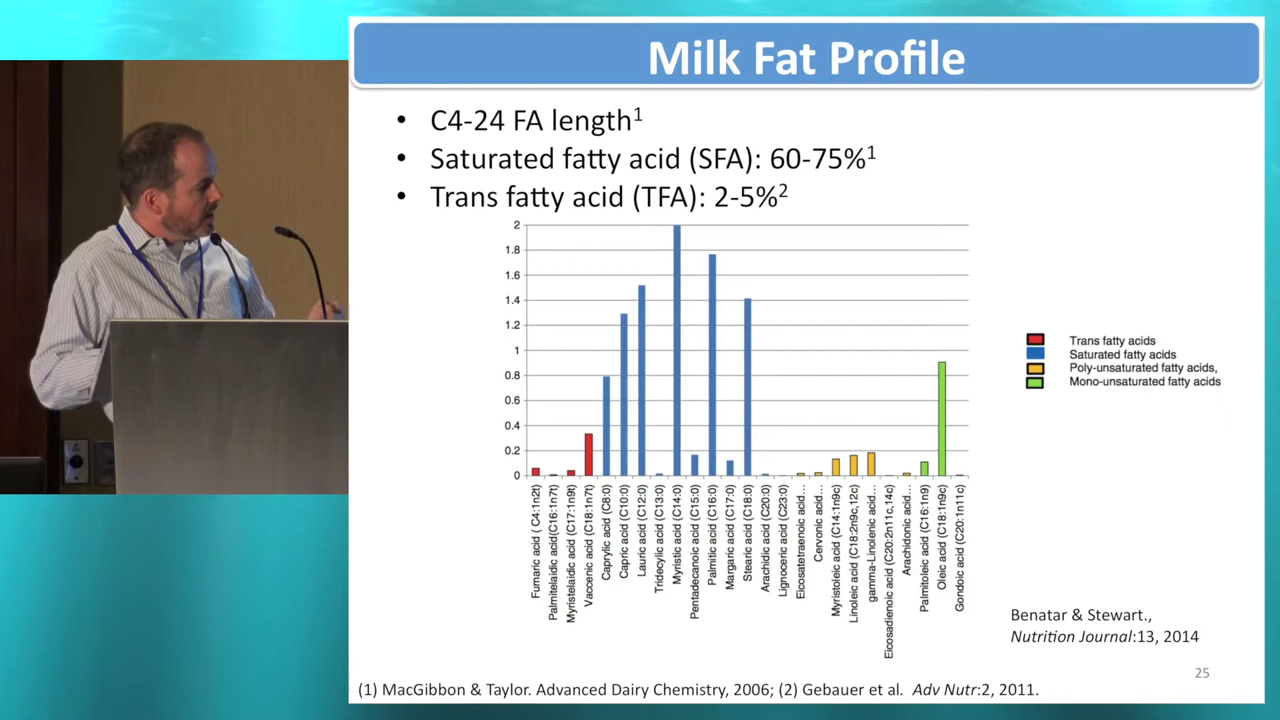 Milk Fat Profile
• C4-24 FA length1
• Saturated fatty acid (SFA): 60-75%1
• Trans fatty acid (TFA): 2-5%2
2
1.8
1.6
1.4
1.2
1
0.8
0.6
0.4
0.2
0
Fumaric acid ( C4:1n2t)
Palmitelaidic acid(C16:1n7t)
Myristelaidic acid (C17:1n9t)
Vaccenic acid (C18:1n7t)
Caprylic acid (C8:0)
Capric acid (C10:0)
Lauric acid (C12:0)
Tridecylic acid (C13:0)
Myristic acid (C14:0)
Pentadecanoic acid (C15:0)
Palmitic acid (C16:0)
Margaric acid (C17:0)
Stearic acid (C18:0)
Arachidic acid (C20:0)
Lignoceric acid (C23:0)
Eicosatetraenoic acid...
Cervonic acid...
Myristoleic acid (C14:1n9c)
Linoleic acid (C18:2n9c,12c)
gamma-Linolenic acid...
Eicosadienoic acid (C20:2n11c,14c)
Arachidonic acid...
Palmitoleic acid (C16:1n9)
Oleic acid (C18:1n9c)
Gondoic acid (C20:1n11c)
Trans fatty acids
Saturated fatty acids
Poly-unsaturated fatty acids,
Mono-unsaturated fatty acids
Benatar & Stewart.,
Nutrition Journal:13, 2014
25
(1) MacGibbon & Taylor. Advanced Dairy Chemistry, 2006; (2) Gebauer et al. Adv Nutr:2, 2011.